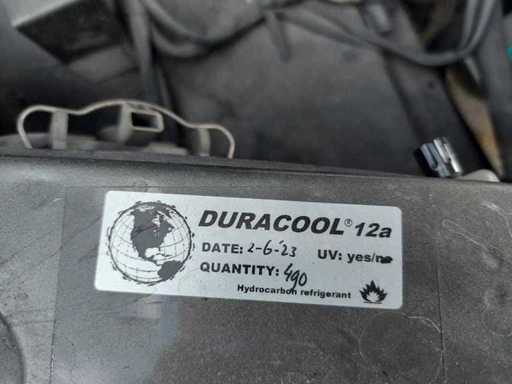 DURACOOL® 12a
DATE: 2-6-'23 UV: yes/no
QUANTITY: 490
Hydrocarbon refrigerant